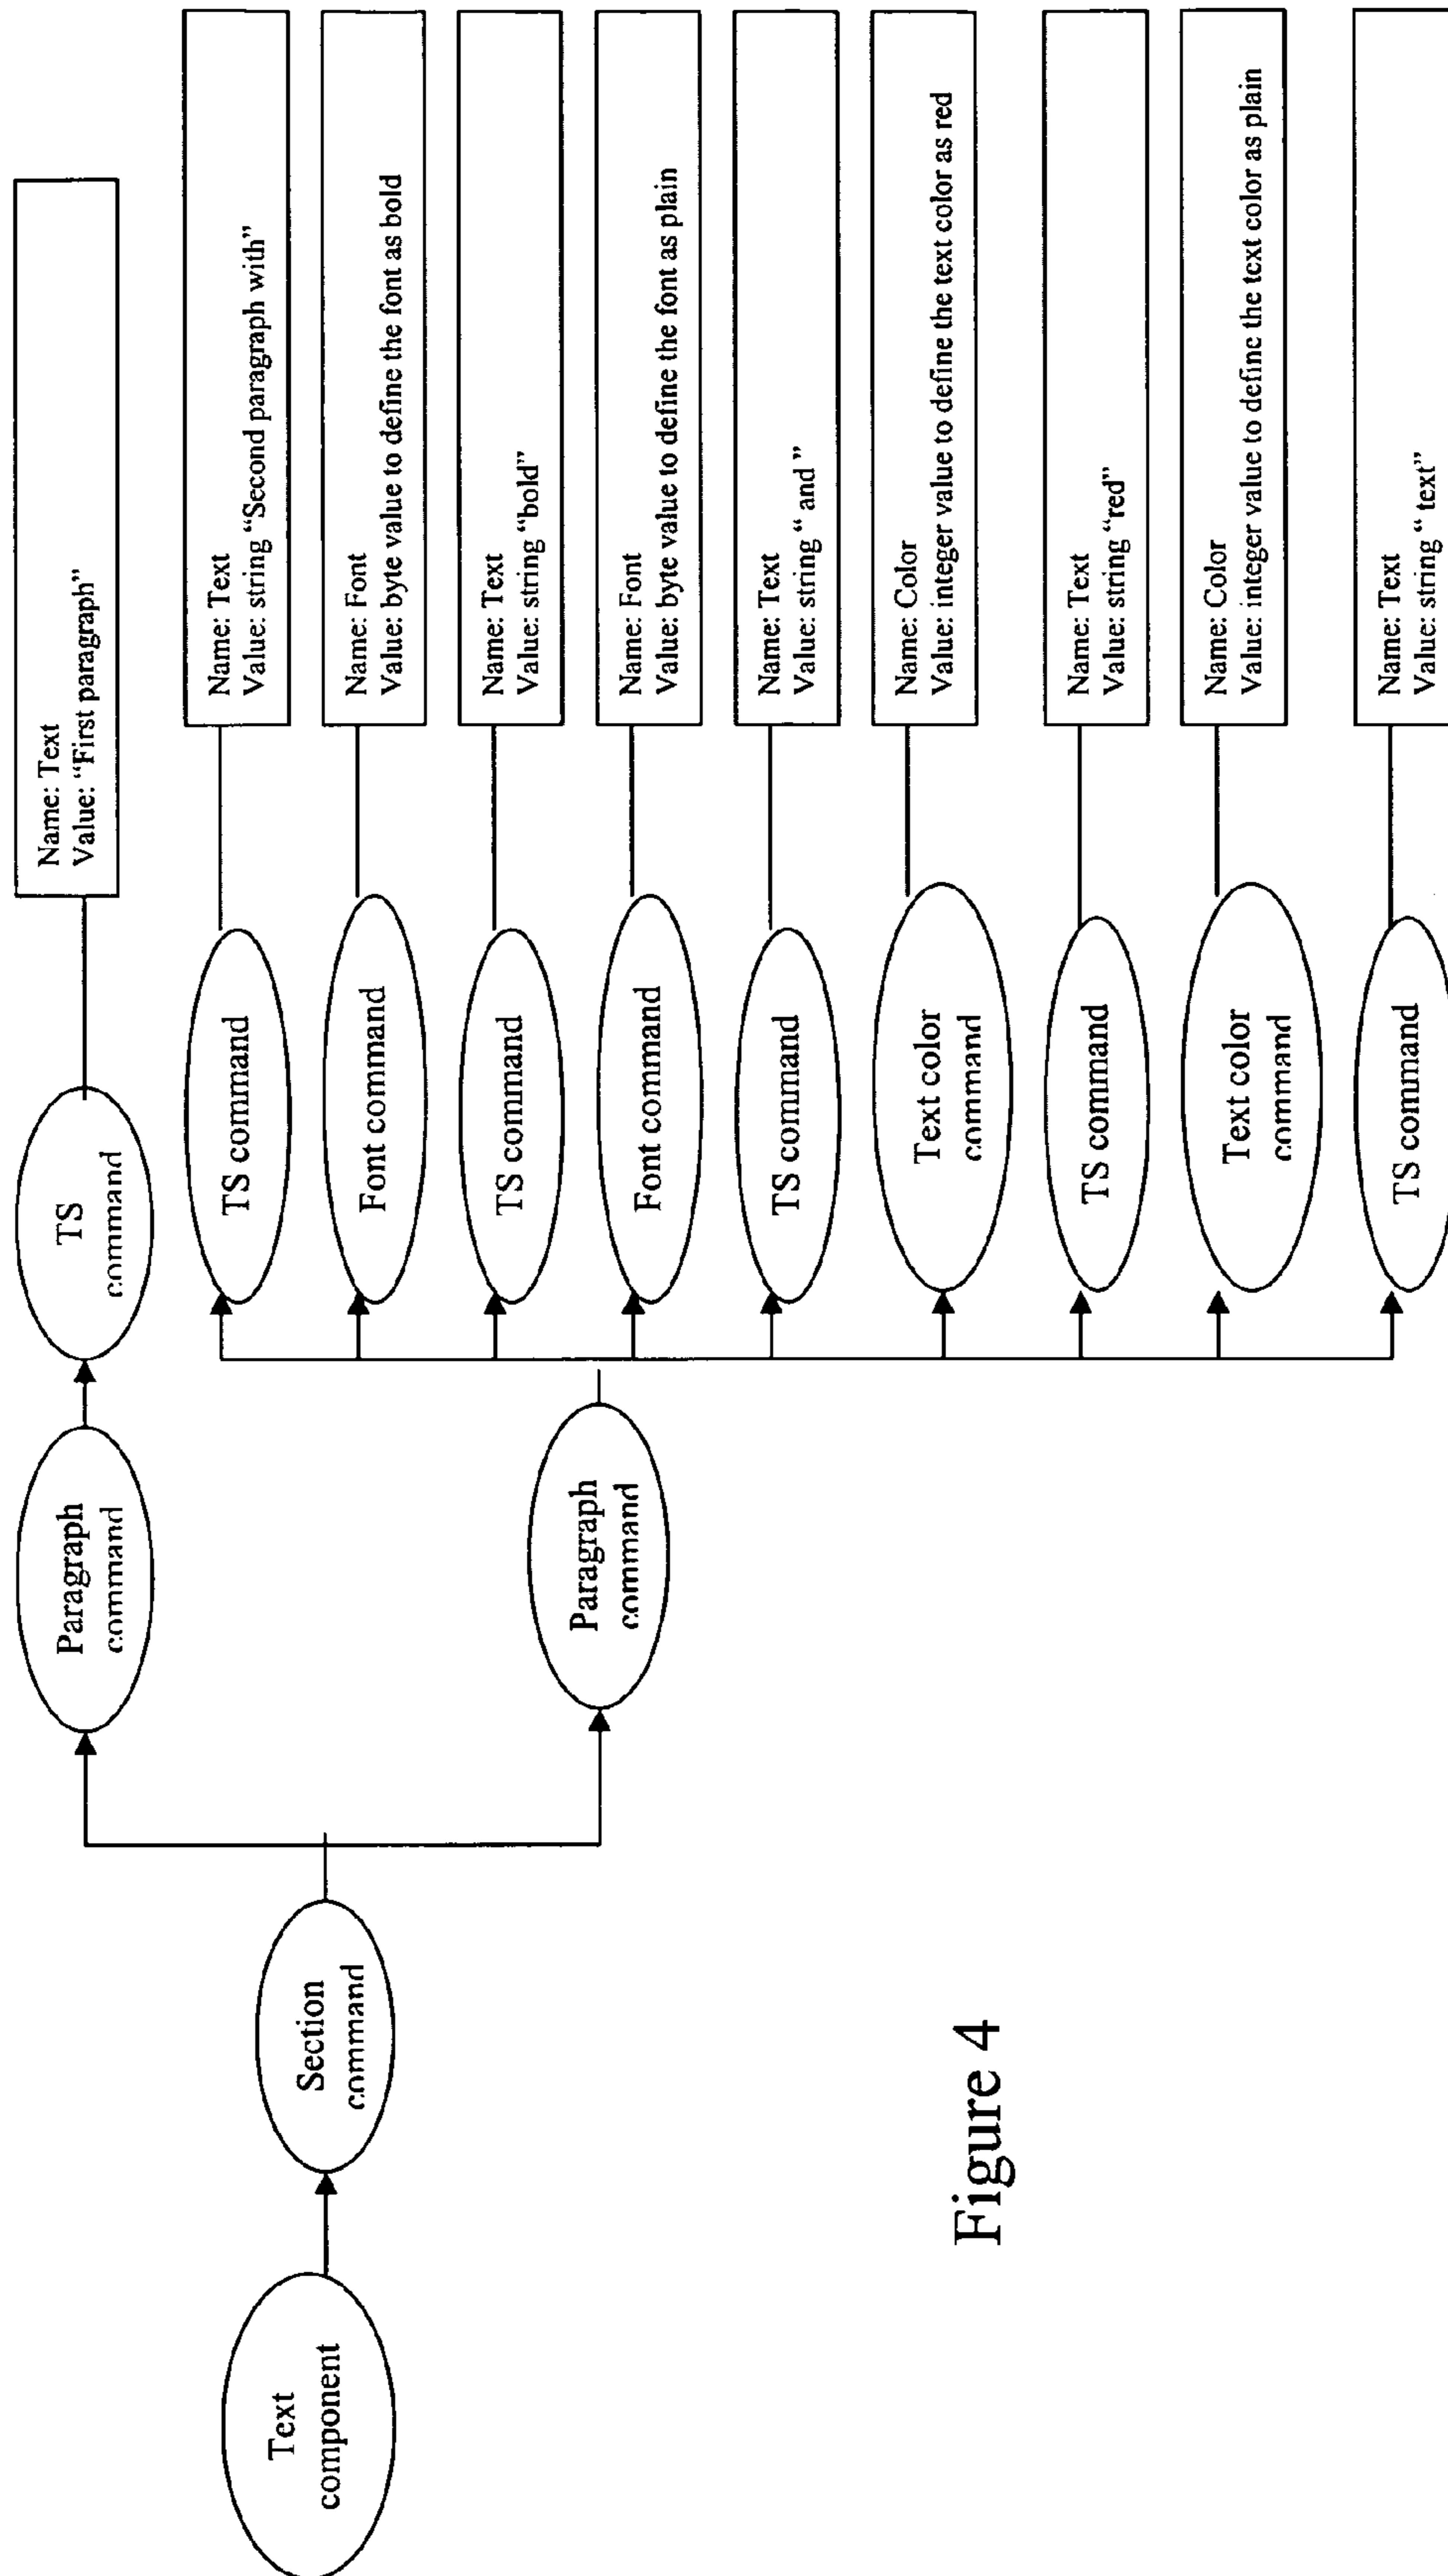 Text
component
Section
command
Paragraph
command
TS
command
Name: Text
Value: “First paragraph”
Paragraph
command
TS command
Name: Text
Value: string “Second paragraph with”
Font command
Name: Font
Value: byte value to define the font as bold
TS command
Name: Text
Value: string “bold”
Font command
Name: Font
Value: byte value to define the font as plain
TS command
Name: Text
Value: string “ and ”
Text color
command
Name: Color
Value: integer value to define the text color as red
TS command
Name: Text
Value: string “red”
Text color
command
Name: Color
Value: integer value to define the text color as plain
TS command
Name: Text
Value: string “ text”
Figure 4